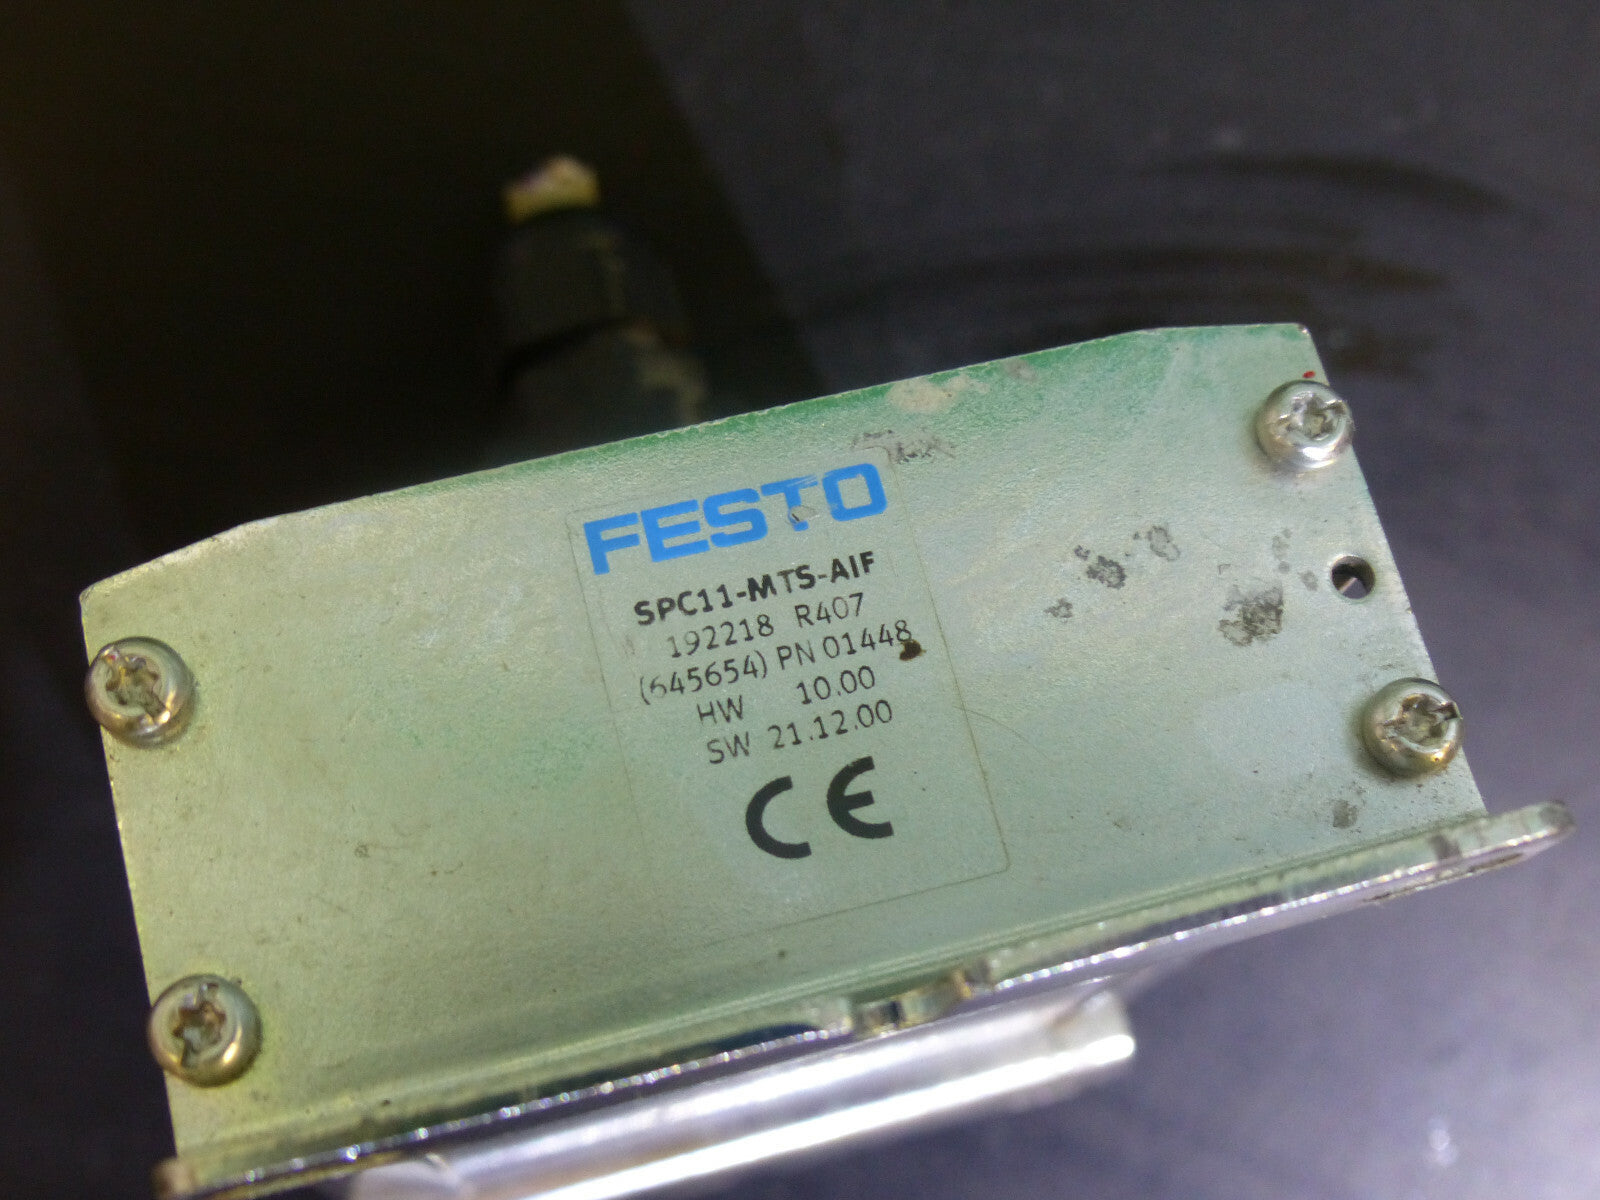 FESTO
SPC11-MTS-AIF
192218 R407
(645654) PN 01448
HW 10.00
SW 21.12.00
CE